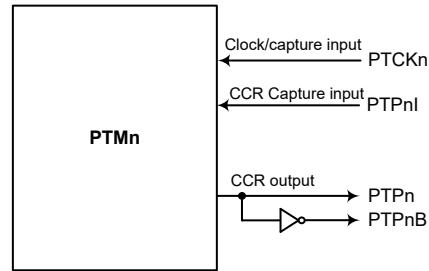 Clock/capture input
PTCKn
CCR Capture input
PTPnI
PTMn
CCR output
PTPn
PTPnB